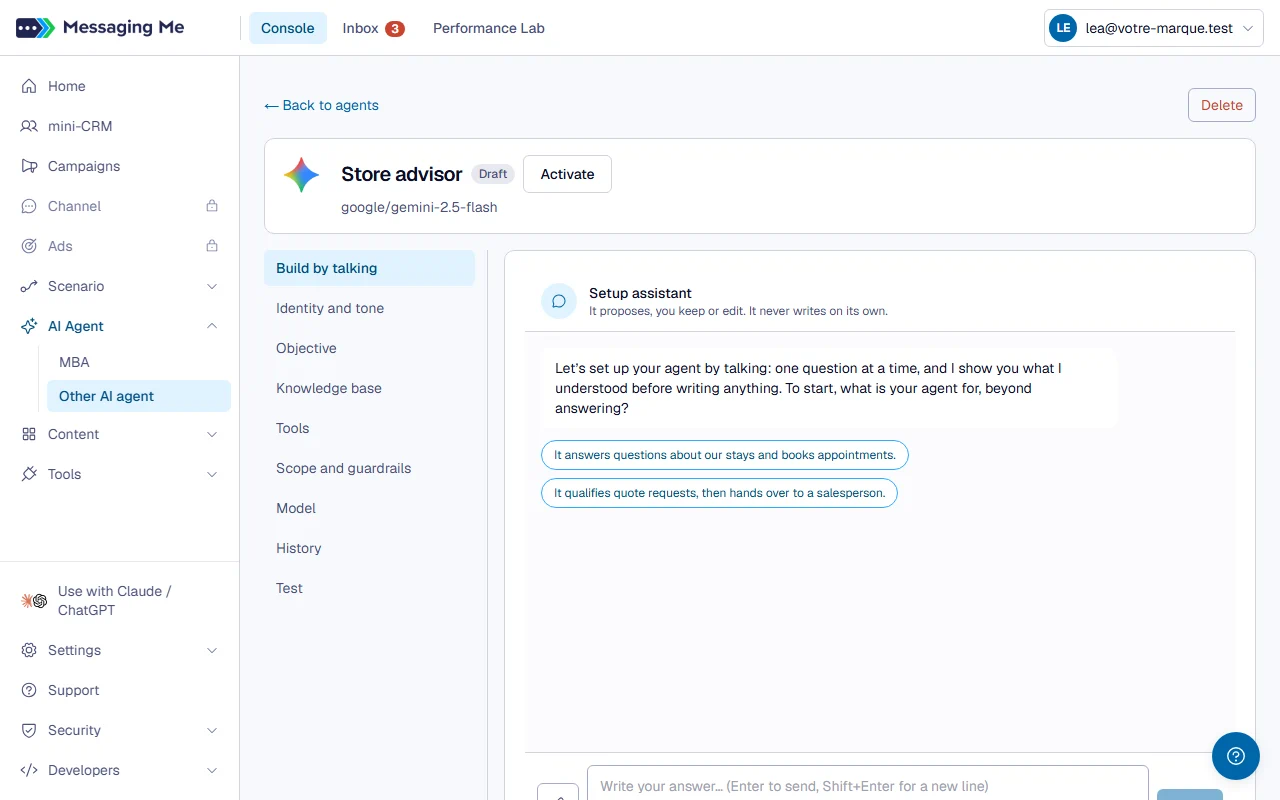 Messaging Me
Console
Inbox 3
Performance Lab
LE lea@votre-marque.test
Home
mini-CRM
Campaigns
Channel
Ads
Scenario
AI Agent
MBA
Other AI agent
Content
Tools
Use with Claude /
ChatGPT
Settings
Support
Security
Developers
← Back to agents
Delete
Store advisor Draft Activate
google/gemini-2.5-flash
Build by talking
Identity and tone
Objective
Knowledge base
Tools
Scope and guardrails
Model
History
Test
Setup assistant
It proposes, you keep or edit. It never writes on its own.
Let's set up your agent by talking: one question at a time, and I show you what I
understood before writing anything. To start, what is your agent for, beyond
answering?
It answers questions about our stays and books appointments.
It qualifies quote requests, then hands over to a salesperson.
Write your answer... (Enter to send, Shift+Enter for a new line)